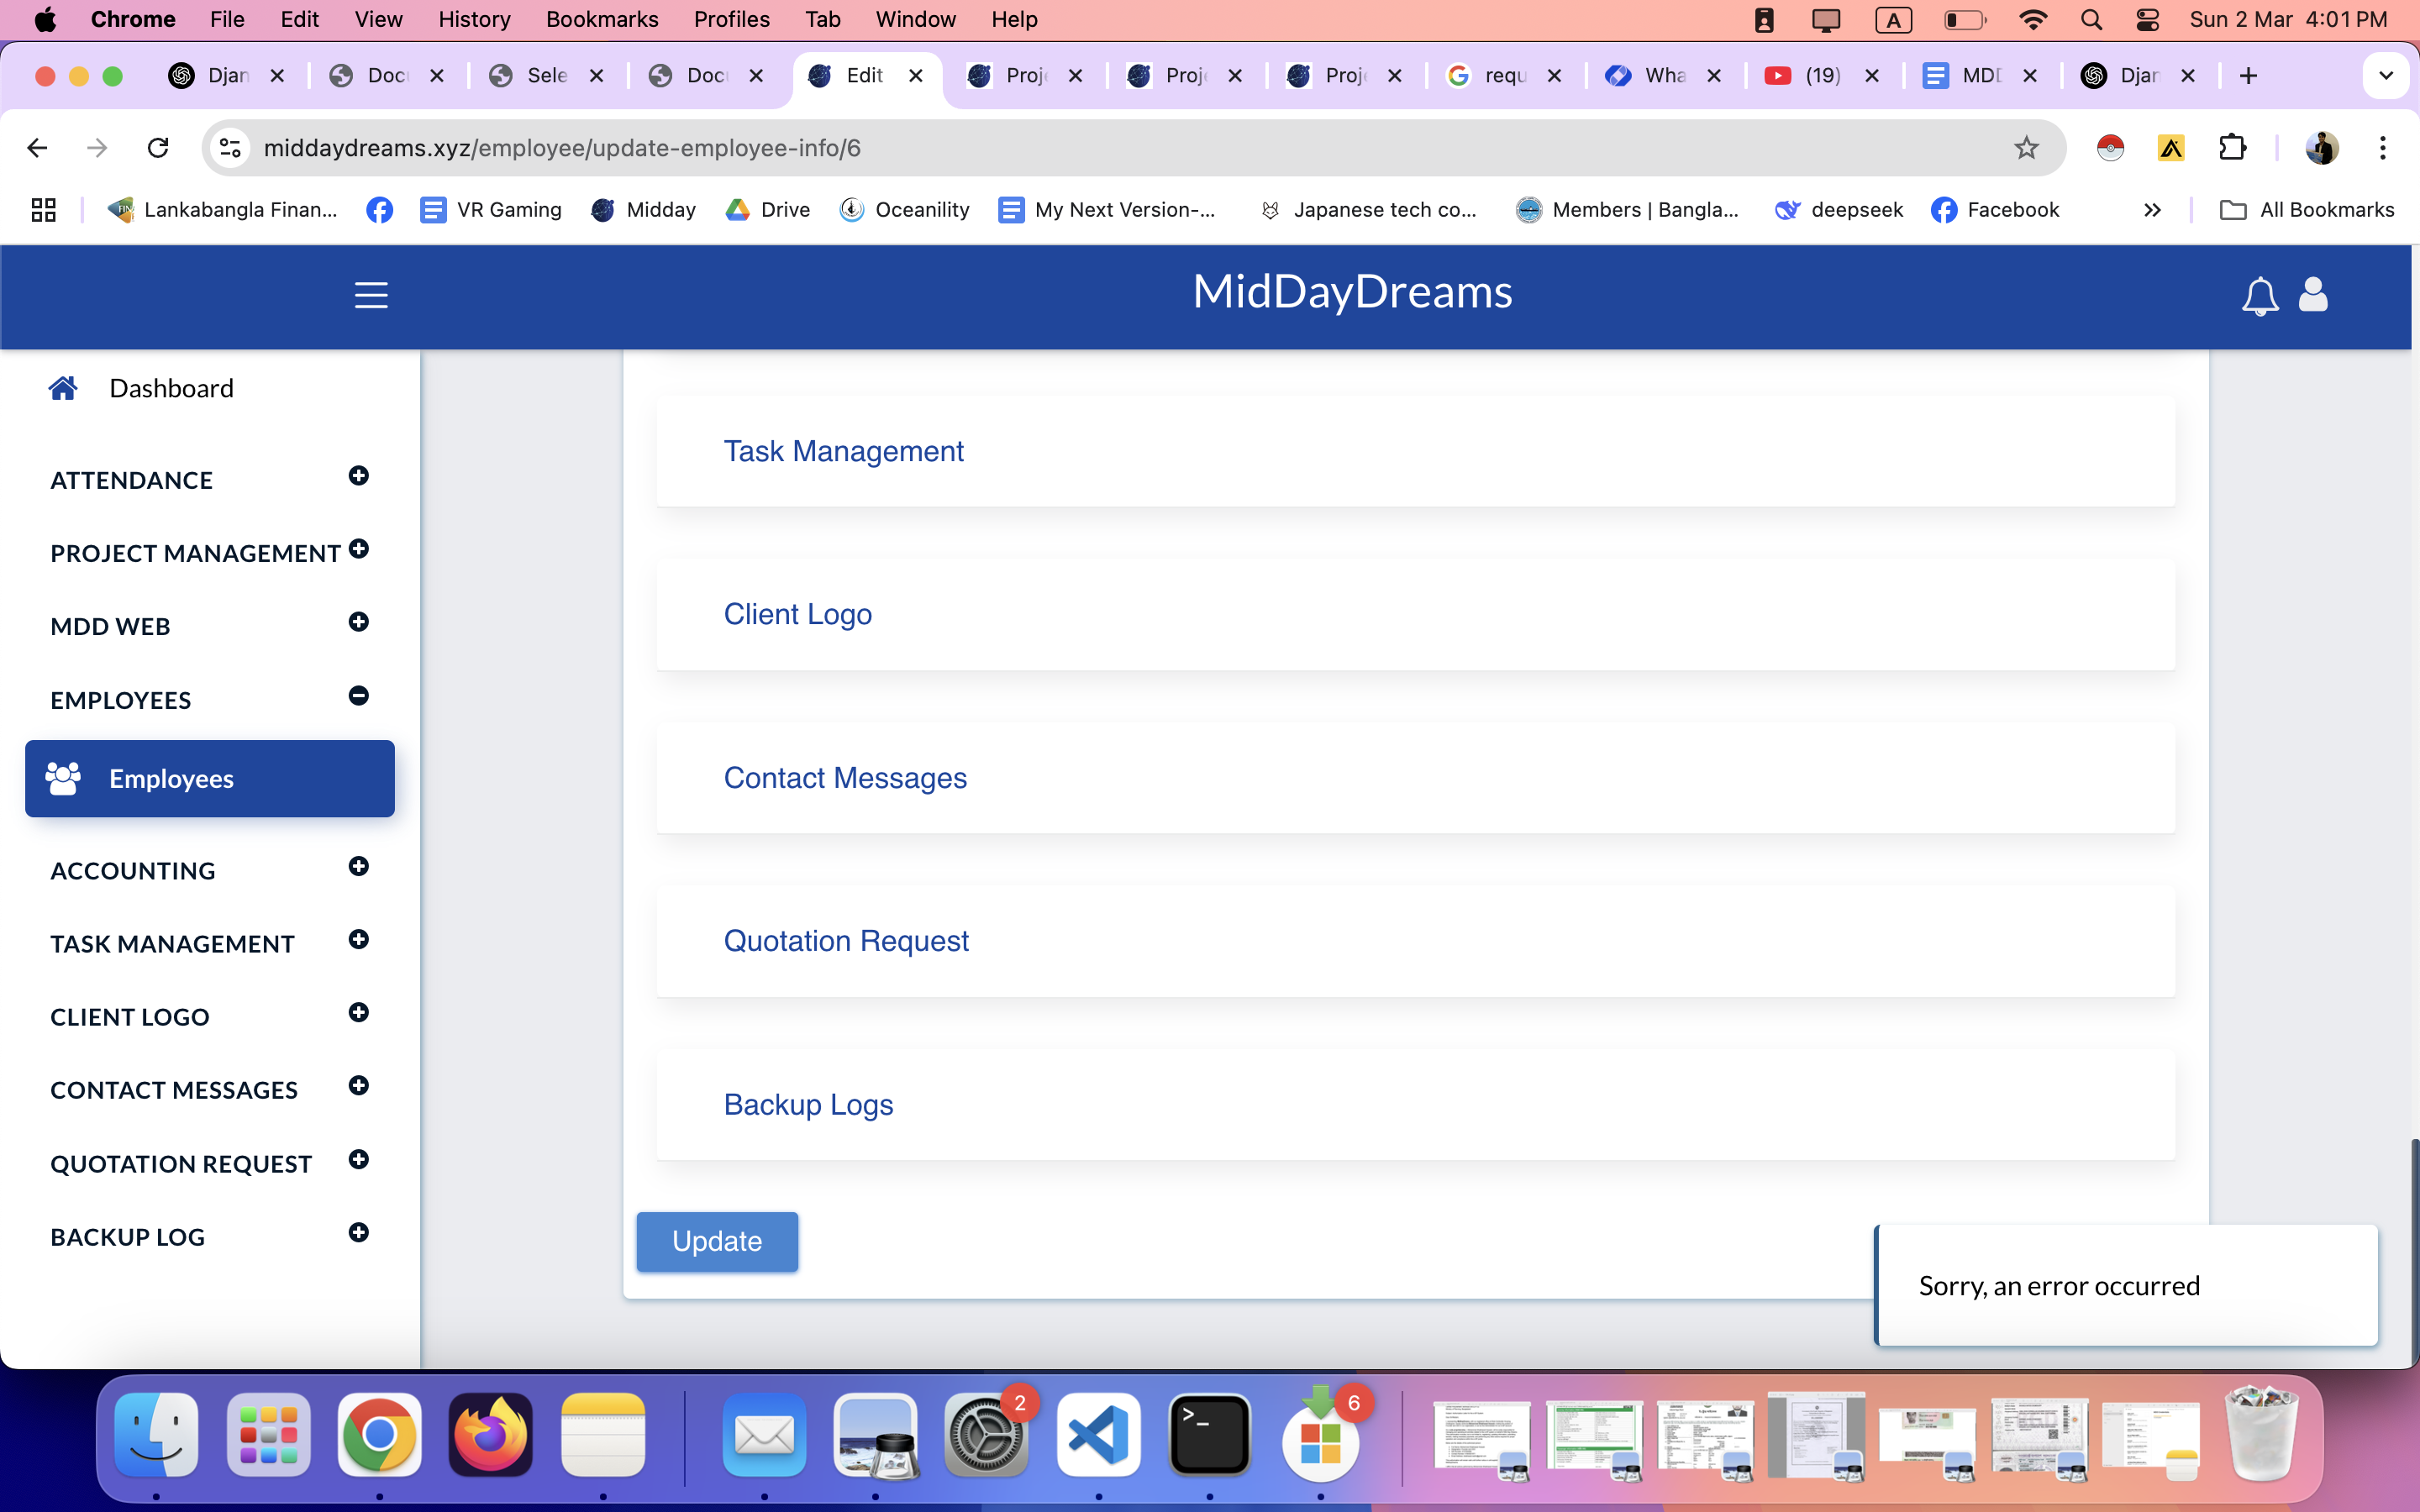 Chrome File Edit View History Bookmarks Profiles Tab Window Help A Sun 2 Mar 4:01 PM
Djan Doc Sele Doc Edit Proj Proj Proj requ Wha (19) MDD Djan
middaydreams.xyz/employee/update-employee-info/6
Lankabangla Finan... VR Gaming Midday Drive Oceanility My Next Version-... Japanese tech co... Members | Bangla... deepseek Facebook All Bookmarks
MidDayDreams
Dashboard
ATTENDANCE
PROJECT MANAGEMENT
MDD WEB
EMPLOYEES
Employees
ACCOUNTING
TASK MANAGEMENT
CLIENT LOGO
CONTACT MESSAGES
QUOTATION REQUEST
BACKUP LOG
Task Management
Client Logo
Contact Messages
Quotation Request
Backup Logs
Update
Sorry, an error occurred
2
6